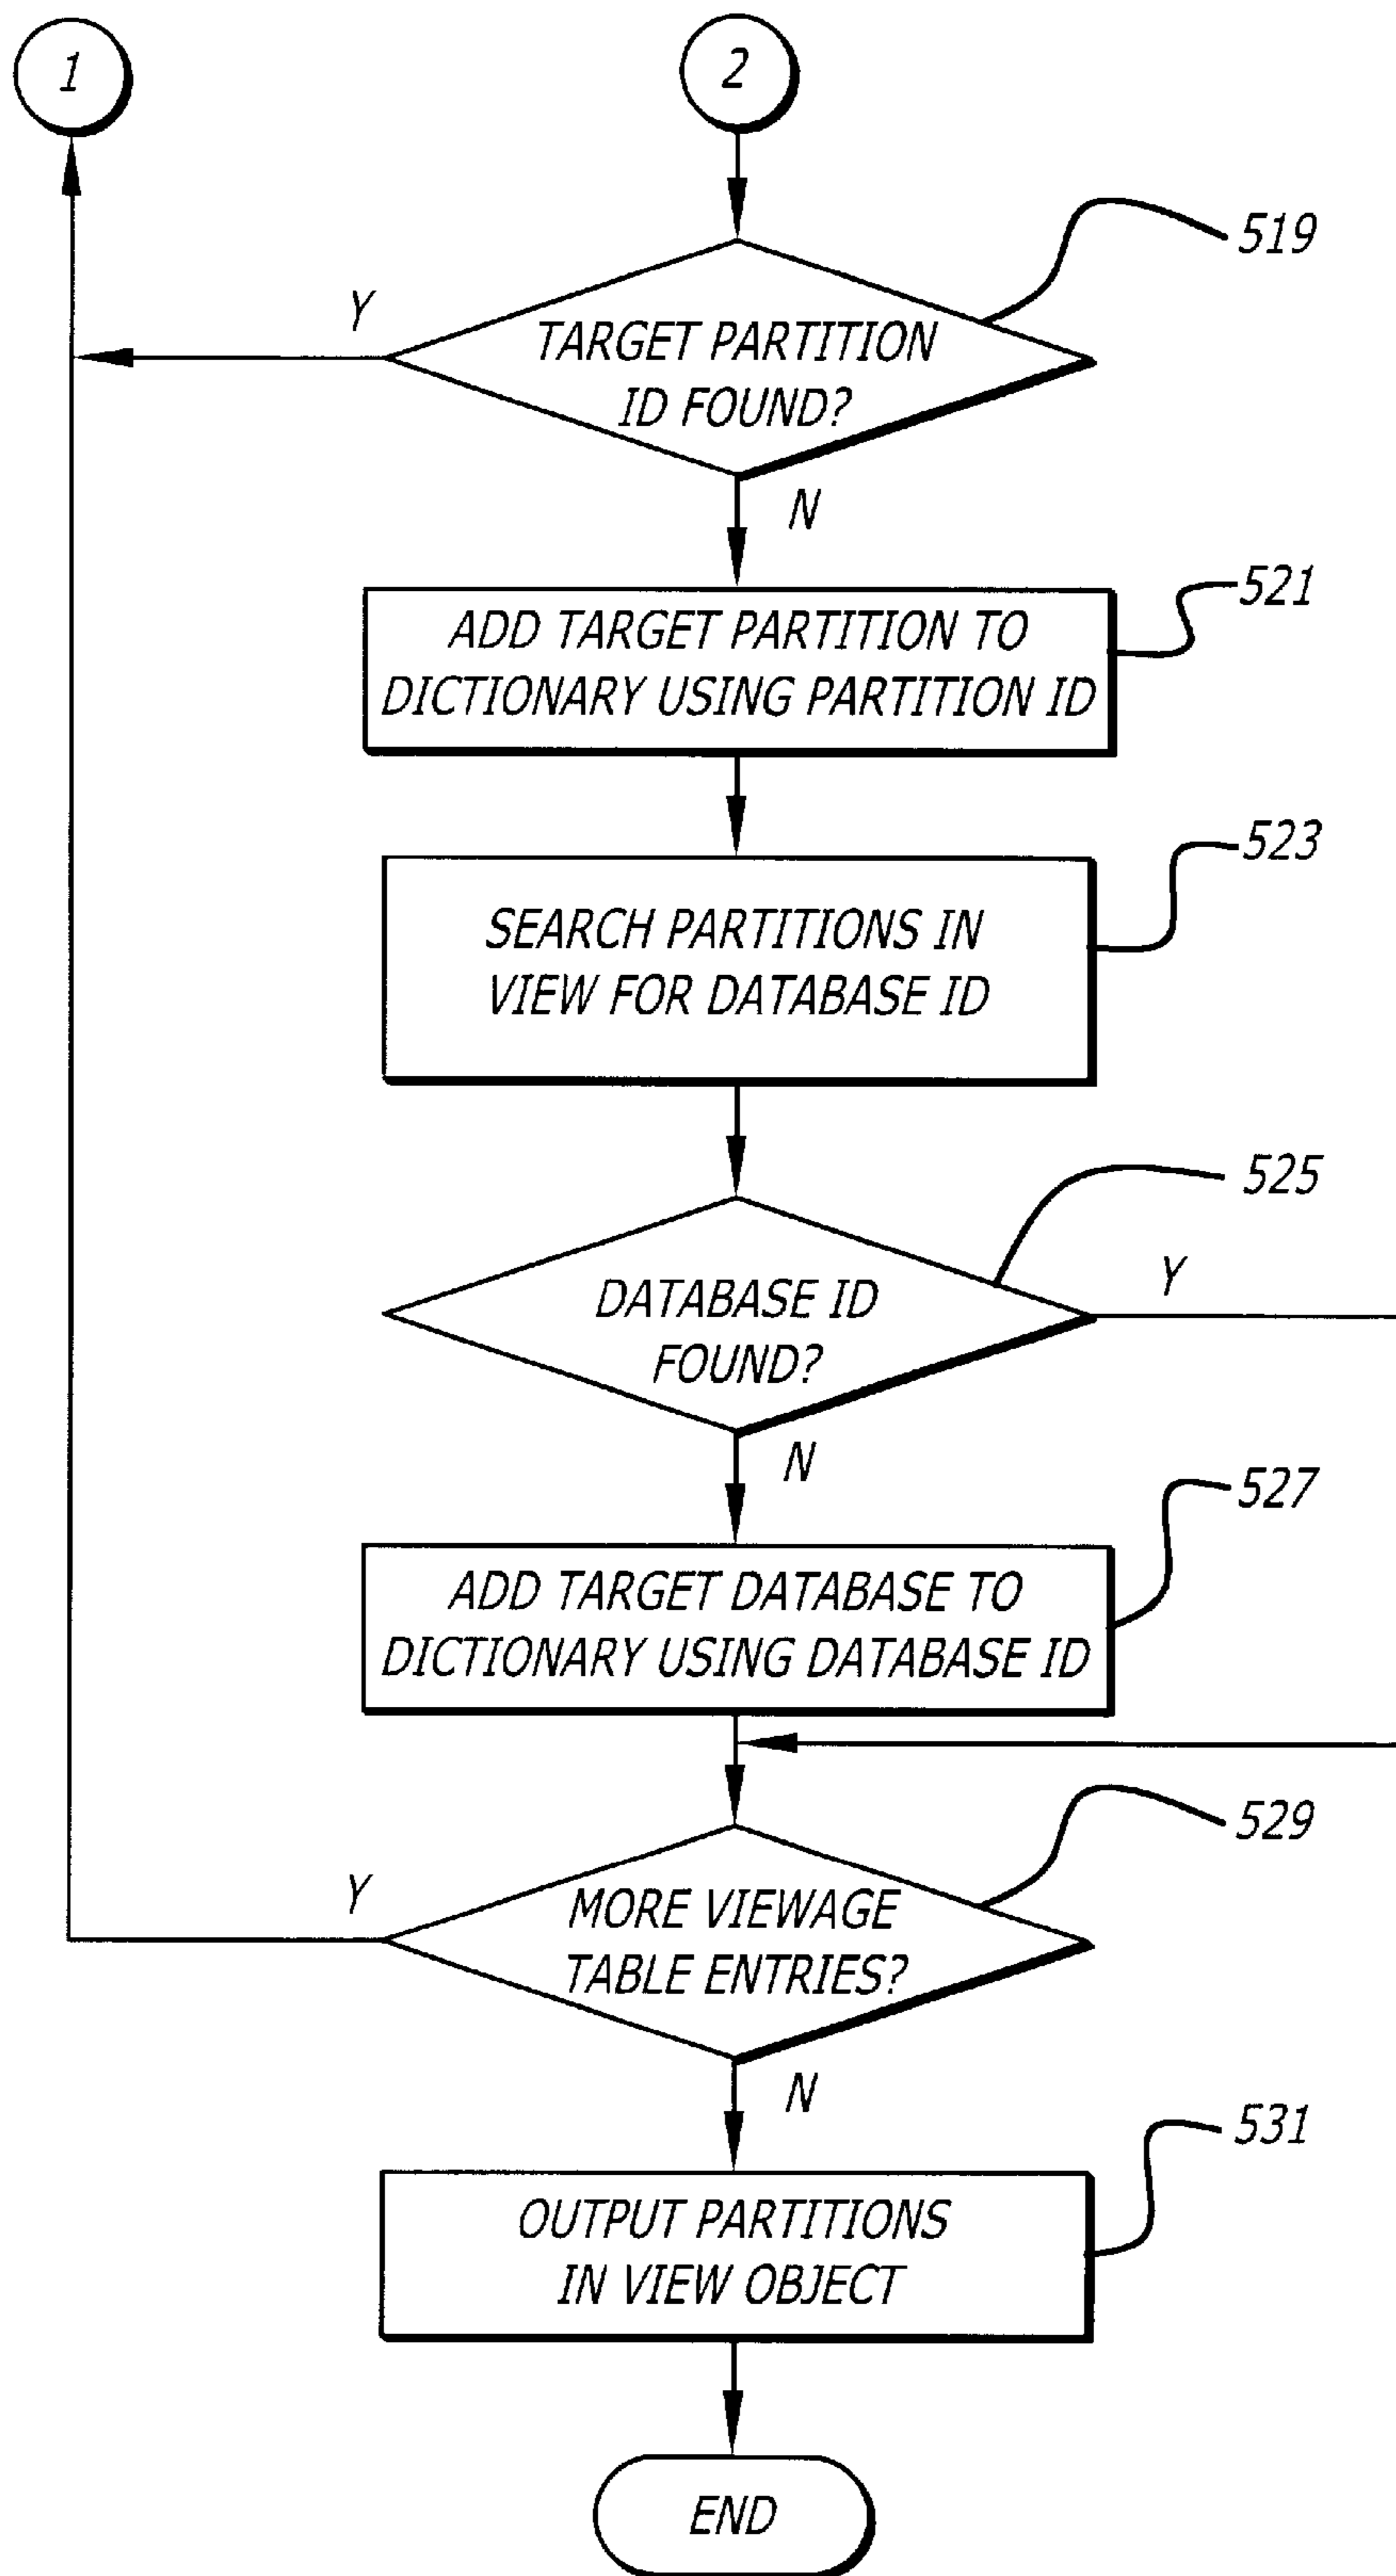 1
2
519
Y
TARGET PARTITION
ID FOUND?
N
521
ADD TARGET PARTITION TO
DICTIONARY USING PARTITION ID
523
SEARCH PARTITIONS IN
VIEW FOR DATABASE ID
525
Y
DATABASE ID
FOUND?
N
527
ADD TARGET DATABASE TO
DICTIONARY USING DATABASE ID
529
Y
MORE VIEWAGE
TABLE ENTRIES?
N
531
OUTPUT PARTITIONS
IN VIEW OBJECT
END